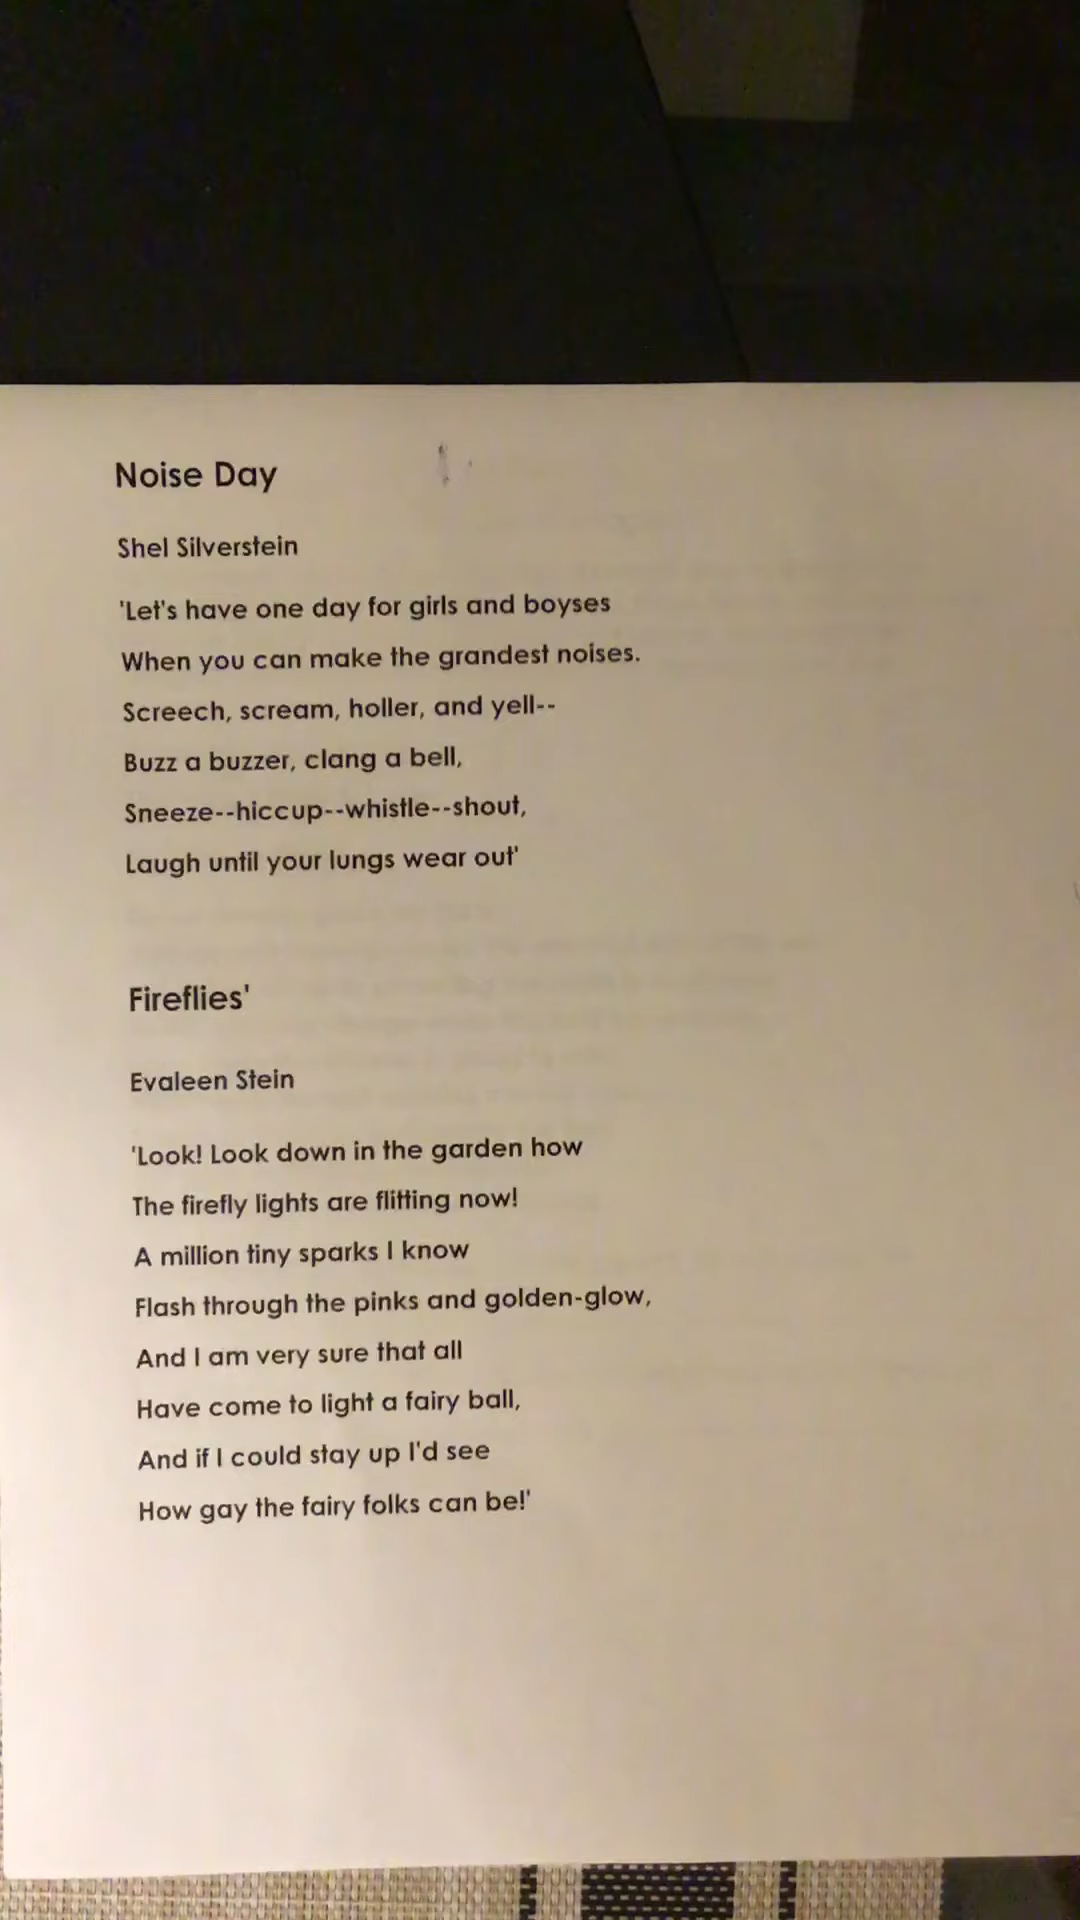 Noise Day
Shel Silverstein
'Let's have one day for girls and boyses
When you can make the grandest noises.
Screech, scream, holler, and yell--
Buzz a buzzer, clang a bell,
Sneeze--hiccup--whistle--shout,
Laugh until your lungs wear out'
Fireflies'
Evaleen Stein
'Look! Look down in the garden how
The firefly lights are flitting now!
A million tiny sparks I know
Flash through the pinks and golden-glow,
And I am very sure that all
Have come to light a fairy ball,
And if I could stay up I'd see
How gay the fairy folks can be!'